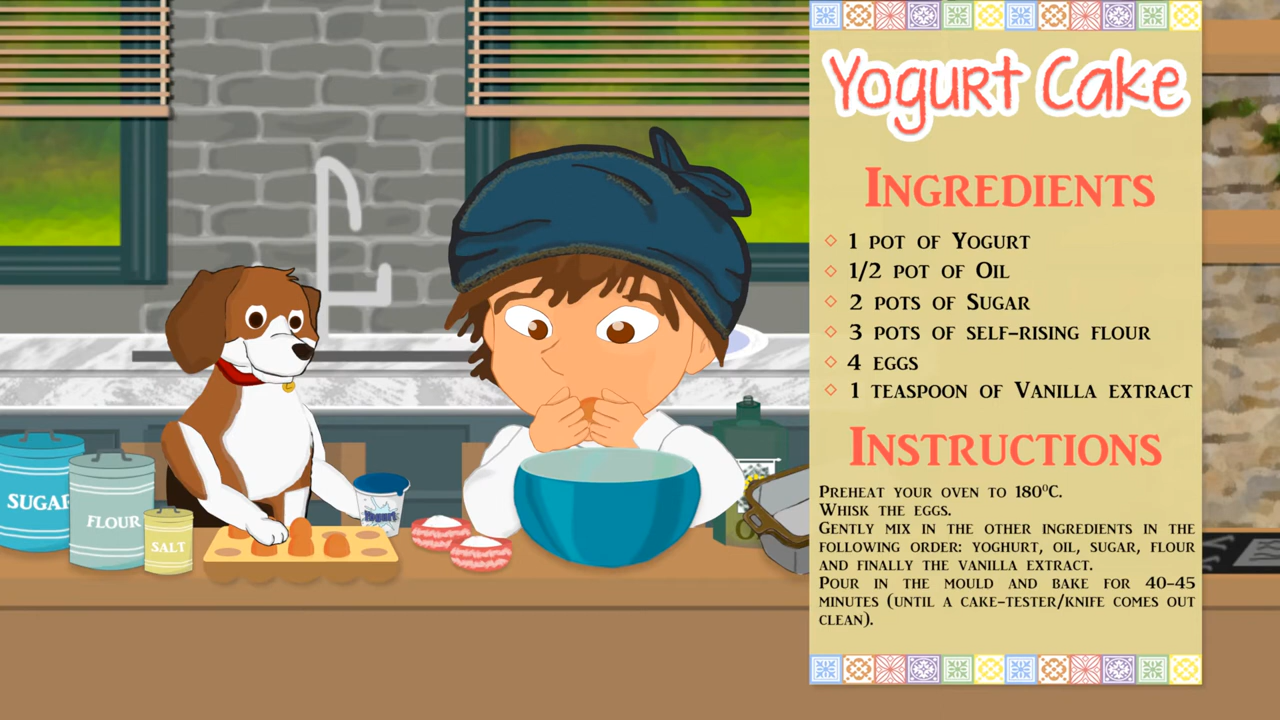 Yogurt Cake
Ingredients
1 pot of Yogurt
1/2 pot of Oil
2 pots of Sugar
3 pots of self-rising flour
4 eggs
1 teaspoon of Vanilla extract
Instructions
Preheat your oven to 180ºC.
Whisk the eggs.
Gently mix in the other ingredients in the
following order: yoghurt, oil, sugar, flour
and finally the vanilla extract.
Pour in the mould and bake for 40-45
minutes (until a cake-tester/knife comes out
clean).
SUGAR
FLOUR
SALT
Yogurt